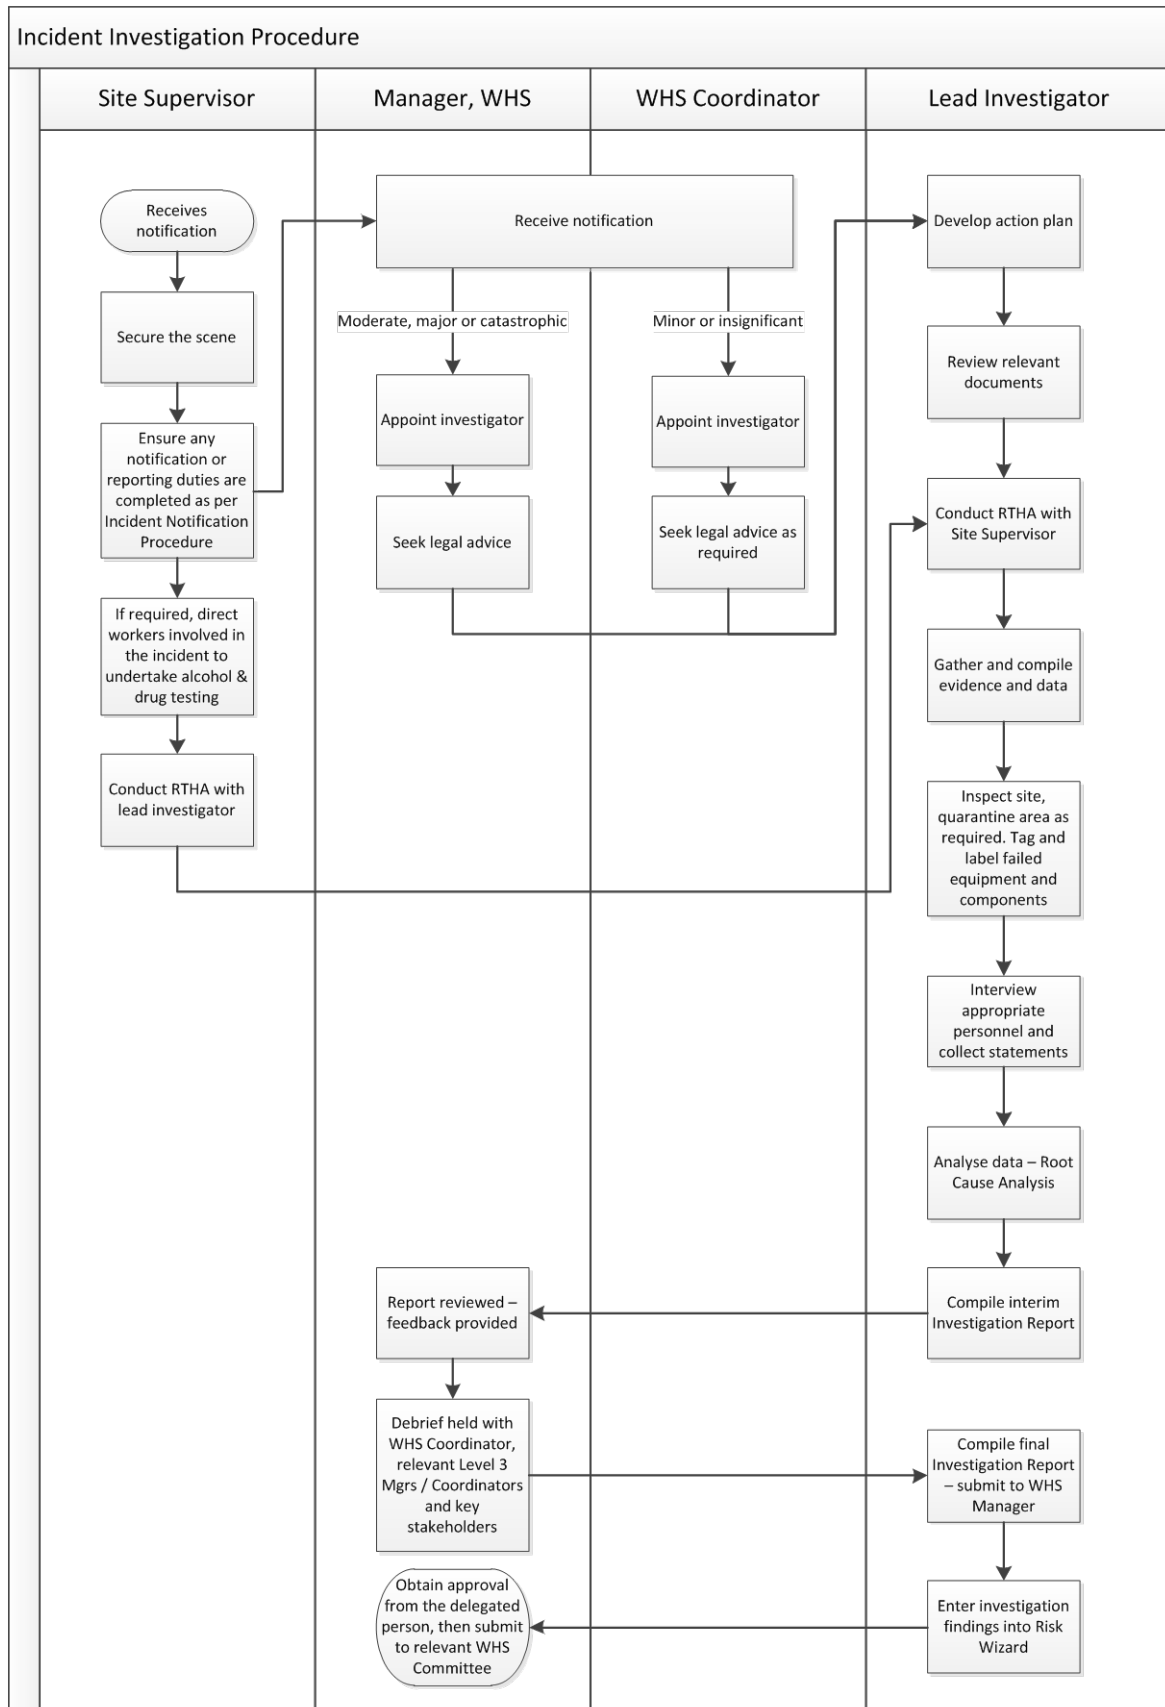 Incident Investigation Procedure
Site Supervisor
Manager, WHS
WHS Coordinator
Lead Investigator
Receives
notification
Secure the scene
Ensure any
notification or
reporting duties are
completed as per
Incident Notification
Procedure
If required, direct
workers involved in
the incident to
undertake alcohol &
drug testing
Conduct RTHA with
lead investigator
Receive notification
Moderate, major or catastrophic
Minor or insignificant
Appoint investigator
Seek legal advice
Appoint investigator
Seek legal advice as
required
Develop action plan
Review relevant
documents
Conduct RTHA with
Site Supervisor
Gather and compile
evidence and data
Inspect site,
quarantine area as
required. Tag and
label failed
equipment and
components
Interview
appropriate
personnel and
collect statements
Analyse data – Root
Cause Analysis
Compile interim
Investigation Report
Report reviewed –
feedback provided
Debrief held with
WHS Coordinator,
relevant Level 3
Mgrs / Coordinators
and key
stakeholders
Compile final
Investigation Report
– submit to WHS
Manager
Enter investigation
findings into Risk
Wizard
Obtain approval
from the delegated
person, then submit
to relevant WHS
Committee